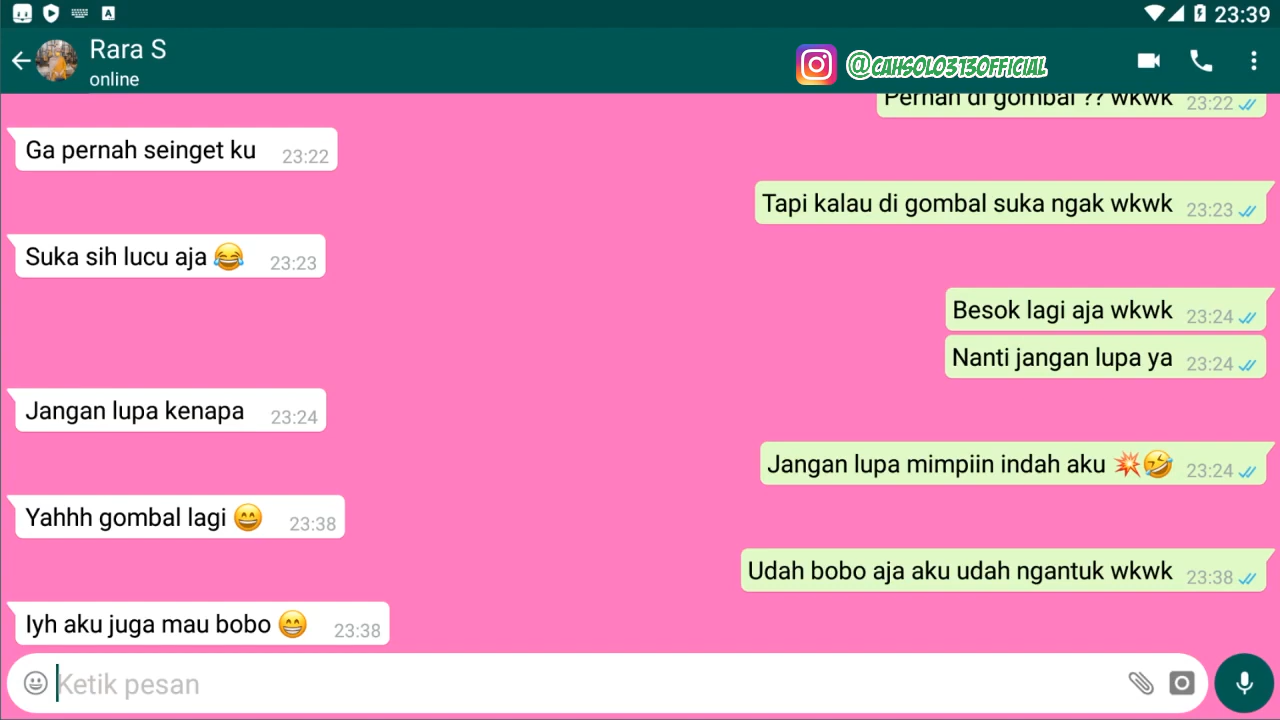 23:39
Rara S
online
@CAHSOLO313OFFICIAL
Pernah di gombal ?? wkwk 23:22
Ga pernah seinget ku 23:22
Tapi kalau di gombal suka ngak wkwk 23:23
Suka sih lucu aja 😂 23:23
Besok lagi aja wkwk 23:24
Nanti jangan lupa ya 23:24
Jangan lupa kenapa 23:24
Jangan lupa mimpiin indah aku 💥🤣 23:24
Yahhh gombal lagi 😄 23:38
Udah bobo aja aku udah ngantuk wkwk 23:38
Iyh aku juga mau bobo 😁 23:38
Ketik pesan